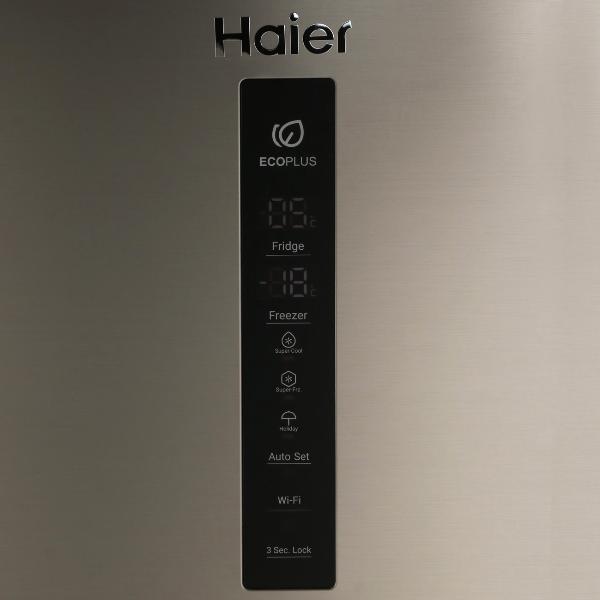 Haier
ECOPLUS
05°C
Fridge
-18°C
Freezer
Super-Cool
Super-Frz.
Holiday
Auto Set
Wi-Fi
3 Sec. Lock